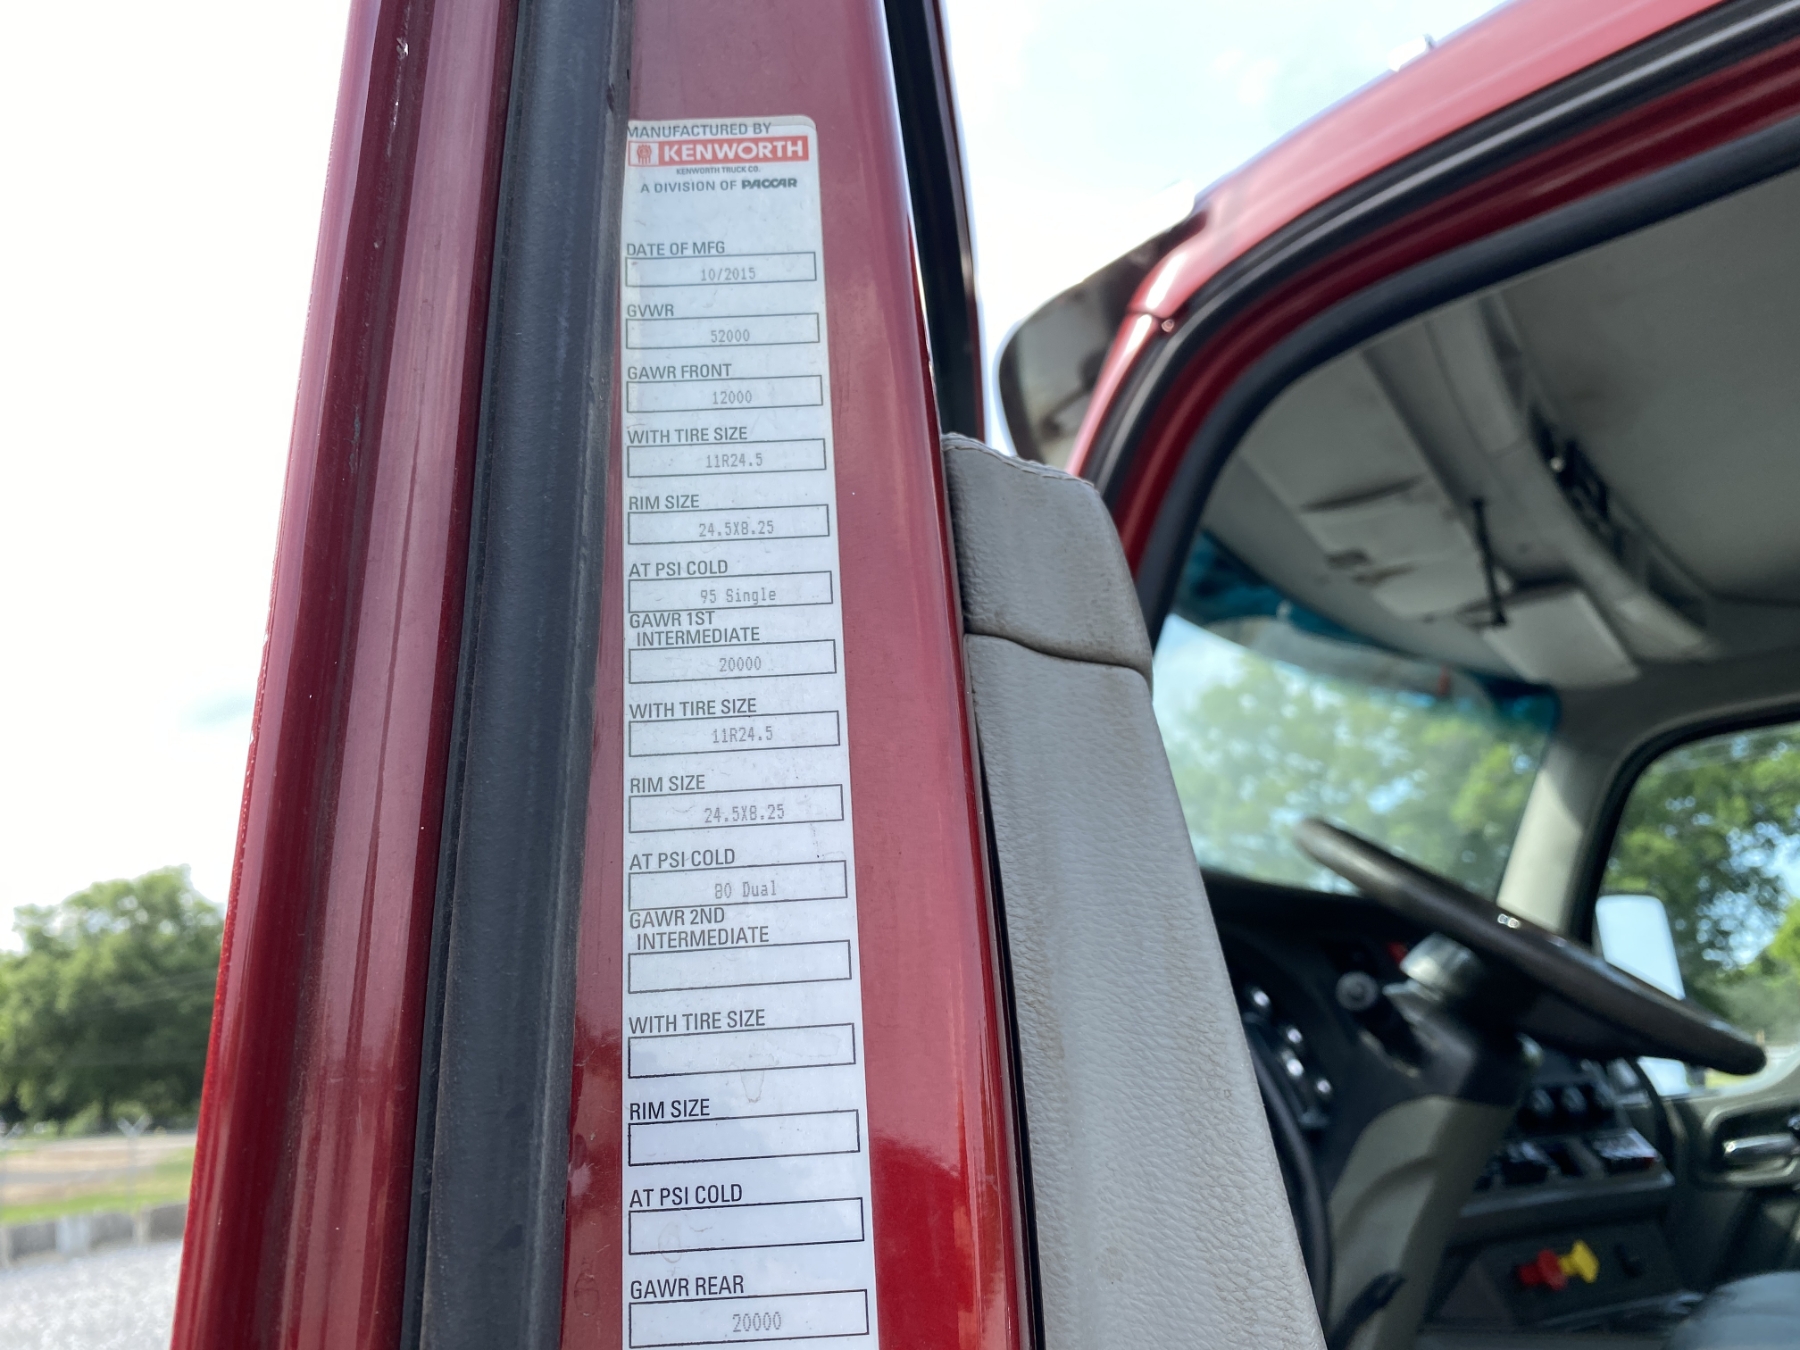 MANUFACTURED BY
KENWORTH
KENWORTH TRUCK CO.
A DIVISION OF PACCAR
DATE OF MFG
10/2015
GVWR
52000
GAWR FRONT
12000
WITH TIRE SIZE
11R24.5
RIM SIZE
24.5X8.25
AT PSI COLD
95 Single
GAWR 1ST
INTERMEDIATE
20000
WITH TIRE SIZE
11R24.5
RIM SIZE
24.5X8.25
AT PSI COLD
80 Dual
GAWR 2ND
INTERMEDIATE
WITH TIRE SIZE
RIM SIZE
AT PSI COLD
GAWR REAR
20000